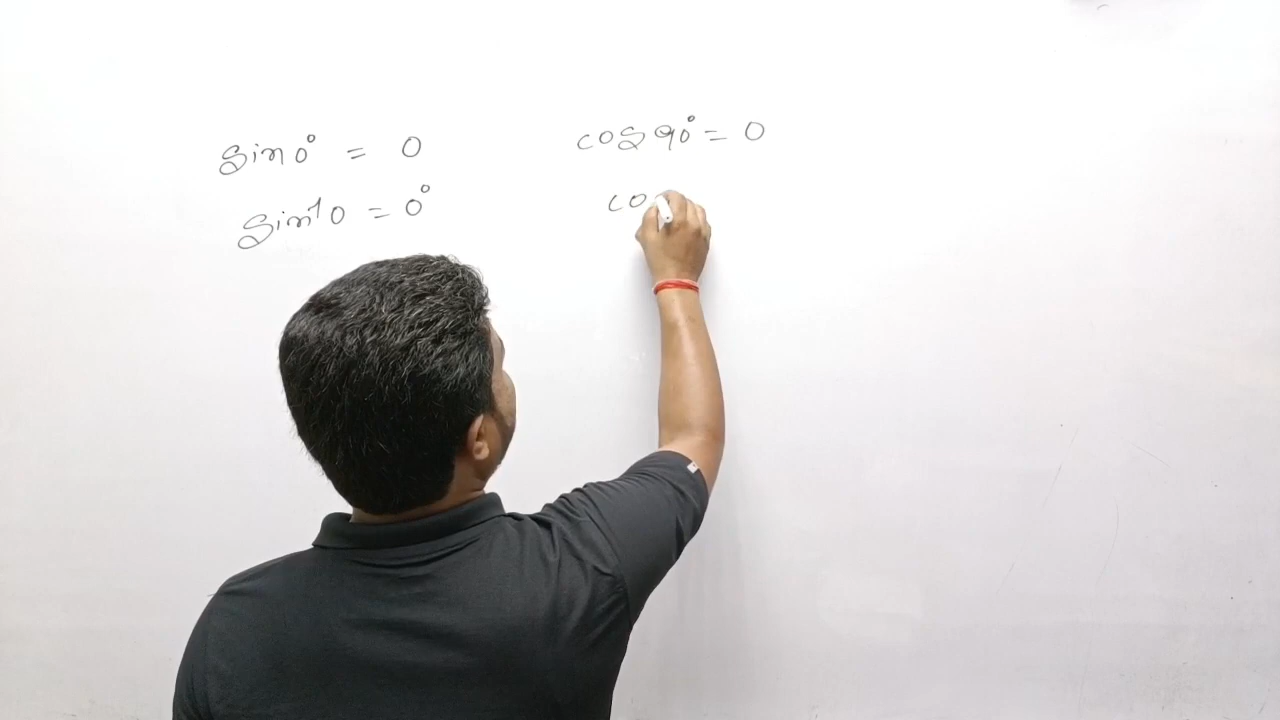 sin 0° = 0
sin⁻¹ 0 = 0°
cos 90° = 0
co